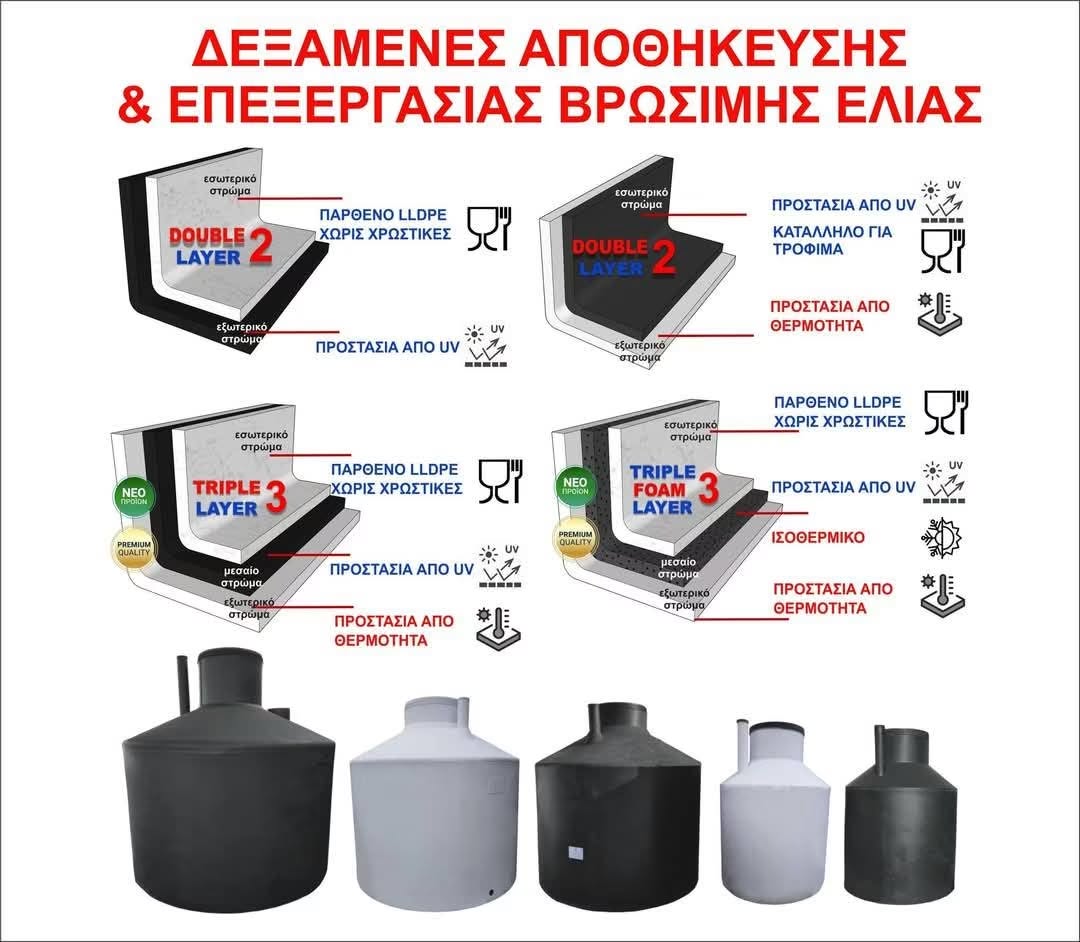 ΔΕΞΑΜΕΝΕΣ ΑΠΟΘΗΚΕΥΣΗΣ
& ΕΠΕΞΕΡΓΑΣΙΑΣ ΒΡΩΣΙΜΗΣ ΕΛΙΑΣ
εσωτερικό
στρώμα
ΠΑΡΘΕΝΟ LLDPE
ΧΩΡΙΣ ΧΡΩΣΤΙΚΕΣ
DOUBLE 2
LAYER
εξωτερικό
στρώμα
ΠΡΟΣΤΑΣΙΑ ΑΠΟ UV
UV
εσωτερικό
στρώμα
ΠΡΟΣΤΑΣΙΑ ΑΠΟ UV
UV
ΚΑΤΑΛΛΗΛΟ ΓΙΑ
ΤΡΟΦΙΜΑ
DOUBLE 2
LAYER
ΠΡΟΣΤΑΣΙΑ ΑΠΟ
ΘΕΡΜΟΤΗΤΑ
εξωτερικό
στρώμα
εσωτερικό
στρώμα
ΠΑΡΘΕΝΟ LLDPE
ΧΩΡΙΣ ΧΡΩΣΤΙΚΕΣ
TRIPLE 3
LAYER
ΝΕΟ
ΠΡΟΪΟΝ
PREMIUM
QUALITY
μεσαίο
στρώμα
ΠΡΟΣΤΑΣΙΑ ΑΠΟ UV
UV
εξωτερικό
στρώμα
ΠΡΟΣΤΑΣΙΑ ΑΠΟ
ΘΕΡΜΟΤΗΤΑ
εσωτερικό
στρώμα
ΠΑΡΘΕΝΟ LLDPE
ΧΩΡΙΣ ΧΡΩΣΤΙΚΕΣ
TRIPLE
FOAM 3
LAYER
ΝΕΟ
ΠΡΟΪΟΝ
PREMIUM
QUALITY
ΠΡΟΣΤΑΣΙΑ ΑΠΟ UV
UV
ΙΣΟΘΕΡΜΙΚΟ
μεσαίο
στρώμα
εξωτερικό
στρώμα
ΠΡΟΣΤΑΣΙΑ ΑΠΟ
ΘΕΡΜΟΤΗΤΑ